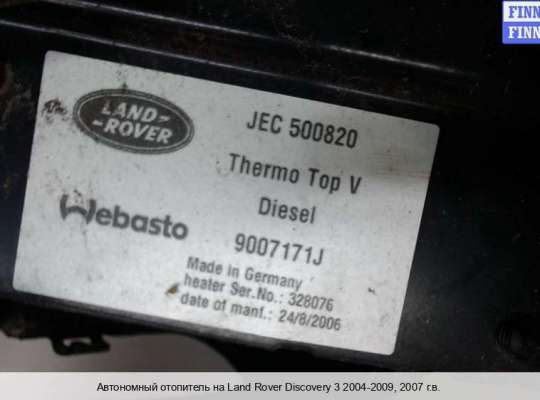 FINN
FINN
LAND-
-ROVER
JEC 500820
Thermo Top V
Diesel
Webasto
9007171J
Made in Germany
heater Ser.No.: 328076
date of manf.: 24/8/2006
Автономный отопитель на Land Rover Discovery 3 2004-2009, 2007 г.в.